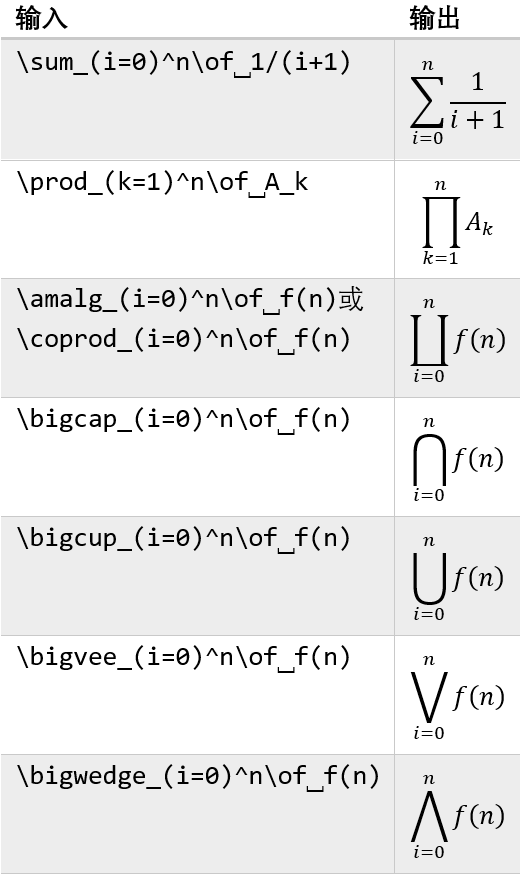 输入 输出
\sum_(i=0)^n\of␣1/(i+1) ∑_{i=0}^{n} 1/(i + 1)
\prod_(k=1)^n\of␣A_k ∏_{k=1}^{n} A_k
\amalg_(i=0)^n\of␣f(n)或
\coprod_(i=0)^n\of␣f(n) ∐_{i=0}^{n} f(n)
\bigcap_(i=0)^n\of␣f(n) ⋂_{i=0}^{n} f(n)
\bigcup_(i=0)^n\of␣f(n) ⋃_{i=0}^{n} f(n)
\bigvee_(i=0)^n\of␣f(n) ⋁_{i=0}^{n} f(n)
\bigwedge_(i=0)^n\of␣f(n) ⋀_{i=0}^{n} f(n)